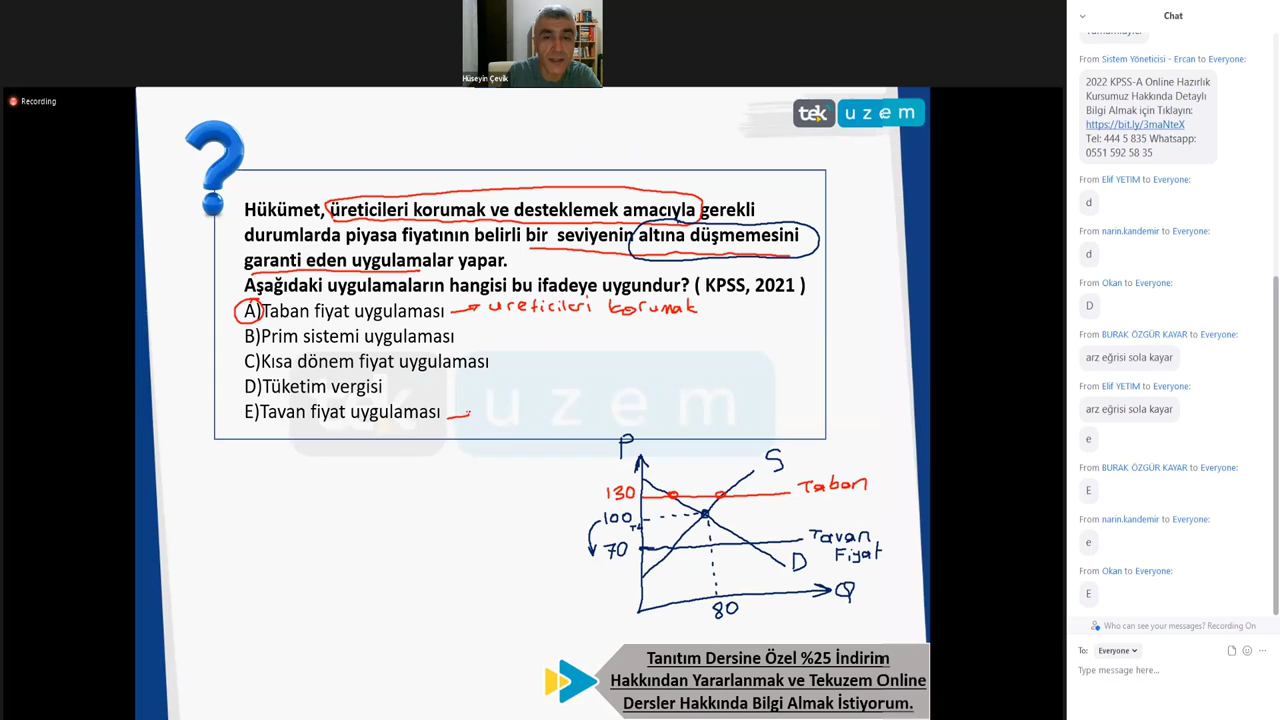 Hüseyin Çevik
Recording
tek uzem
Hükümet, üreticileri korumak ve desteklemek amacıyla gerekli
durumlarda piyasa fiyatının belirli bir seviyenin altına düşmemesini
garanti eden uygulamalar yapar.
Aşağıdaki uygulamaların hangisi bu ifadeye uygundur? ( KPSS, 2021 )
A)Taban fiyat uygulaması → üreticileri korumak
B)Prim sistemi uygulaması
C)Kısa dönem fiyat uygulaması
D)Tüketim vergisi
E)Tavan fiyat uygulaması
tek uzem
P
S
130
Taban
100
TL
70
Tavan
Fiyat
D
Q
80
Tanıtım Dersine Özel %25 İndirim
Hakkından Yararlanmak ve Tekuzem Online
Dersler Hakkında Bilgi Almak İstiyorum.
Chat
From Sistem Yöneticisi - Ercan to Everyone:
2022 KPSS-A Online Hazırlık
Kursumuz Hakkında Detaylı
Bilgi Almak için Tıklayın:
https://bit.ly/3maNteX
Tel: 444 5 835 Whatsapp:
0551 592 58 35
From Elif YETIM to Everyone:
d
From narin.kandemir to Everyone:
d
From Okan to Everyone:
D
From BURAK ÖZGÜR KAYAR to Everyone:
arz eğrisi sola kayar
From Elif YETIM to Everyone:
arz eğrisi sola kayar
e
From BURAK ÖZGÜR KAYAR to Everyone:
E
From narin.kandemir to Everyone:
e
From Okan to Everyone:
E
Who can see your messages? Recording On
To: Everyone
Type message here...